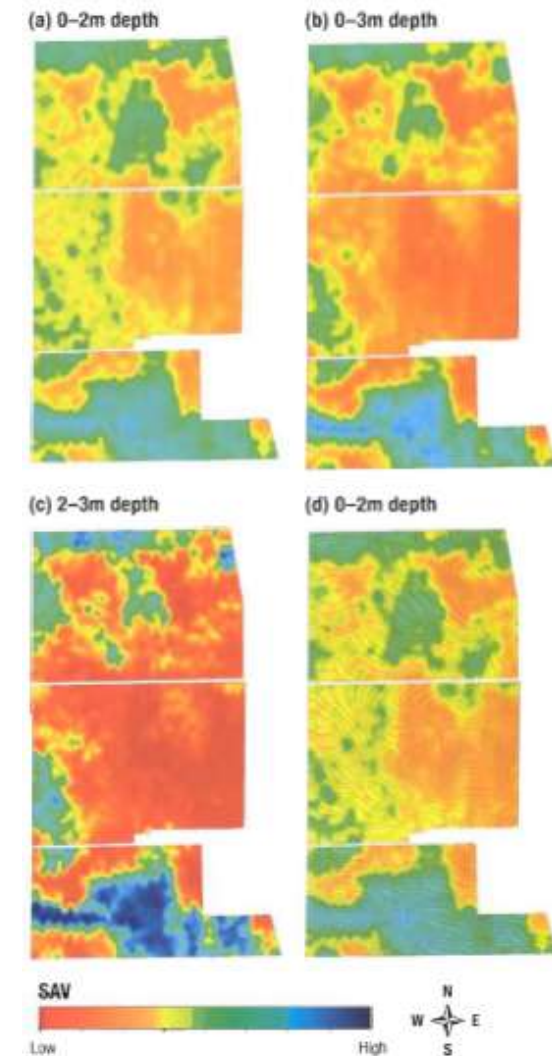 (a) 0–2m depth
(b) 0–3m depth
(c) 2–3m depth
(d) 0–2m depth
SAV
Low
High
N
W
E
S